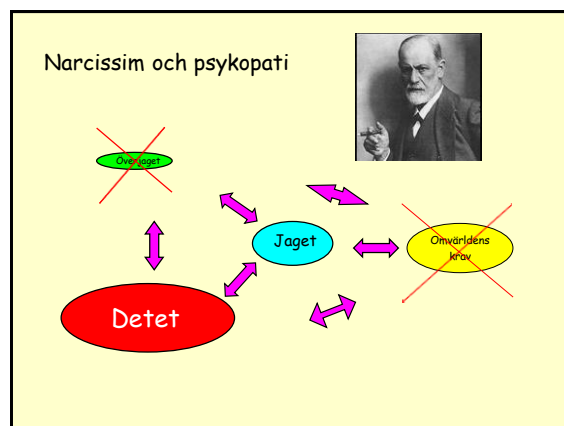 Narcissim och psykopati
Överjaget
Jaget
Omvärldens
krav
Detet